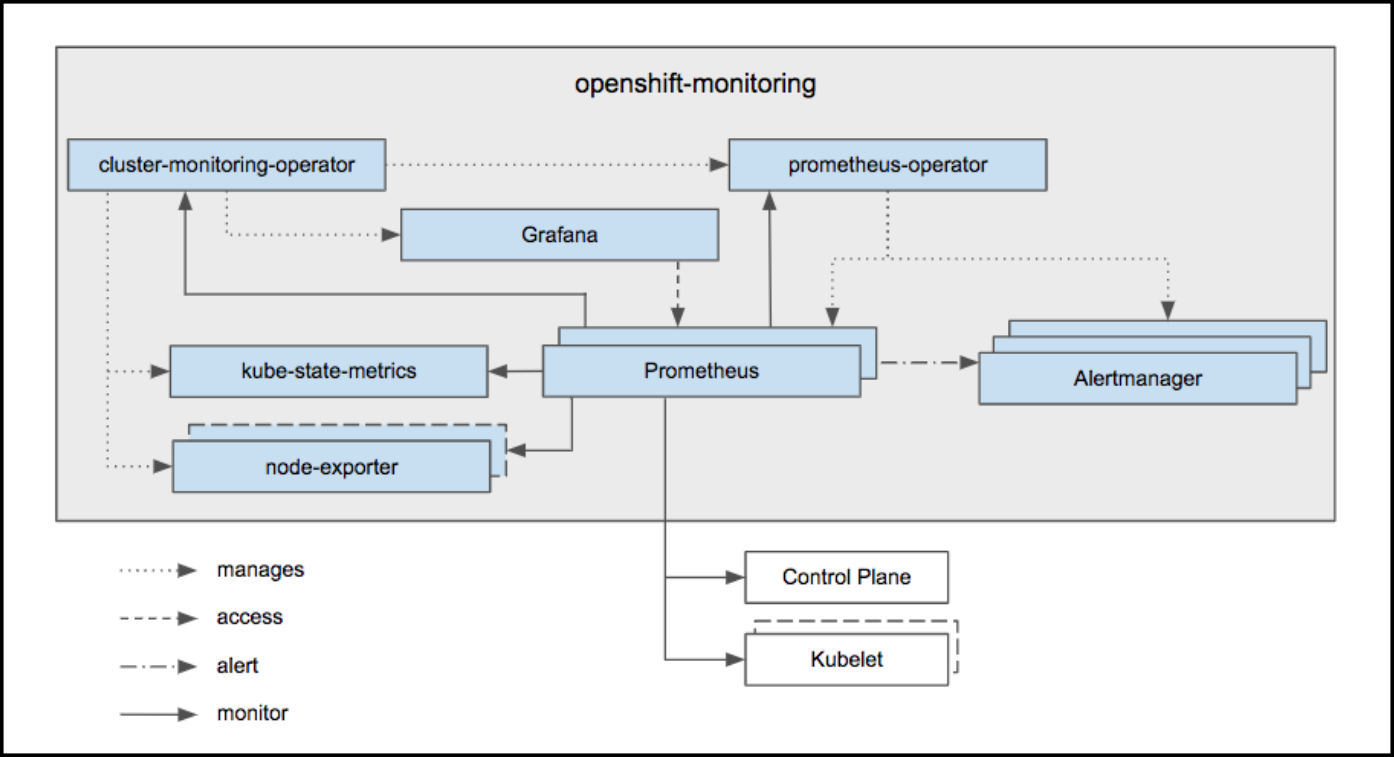 openshift-monitoring
cluster-monitoring-operator
prometheus-operator
Grafana
kube-state-metrics
Prometheus
Alertmanager
node-exporter
manages
Control Plane
access
Kubelet
alert
monitor